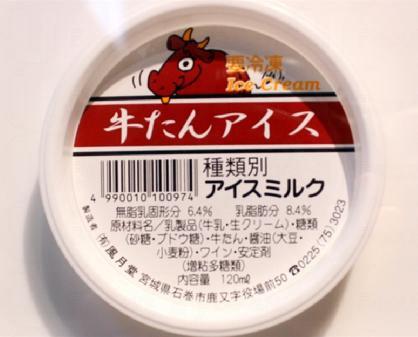 要冷凍
Ice Cream
牛たんアイス
種類別
アイスミルク
4 990010 100974
無脂乳固形分 6.4% 乳脂肪分 8.4%
原材料名/乳製品(牛乳・生クリーム)・糖類
(砂糖・ブドウ糖)・牛たん・醤油(大豆・
小麦粉)・ワイン・安定剤
(増粘多糖類)
内容量 120ml
製造者 (有)風月堂 宮城県石巻市鹿又字役場前50 ☎0225(75)3023